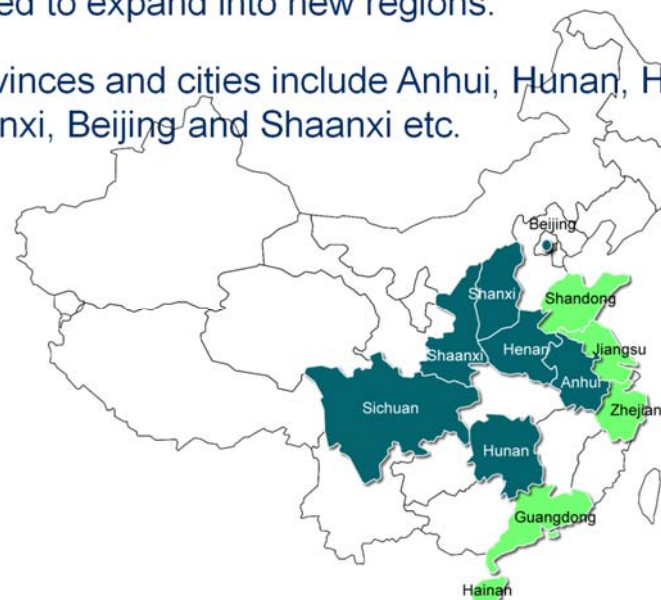 ed to expand into new regions.
vinces and cities include Anhui, Hunan, H
nxi, Beijing and Shaanxi etc.
Beijing
Shanxi
Shandong
Shaanxi
Henan
Jiangsu
Anhui
Sichuan
Zhejian
Hunan
Guangdong
Hainan